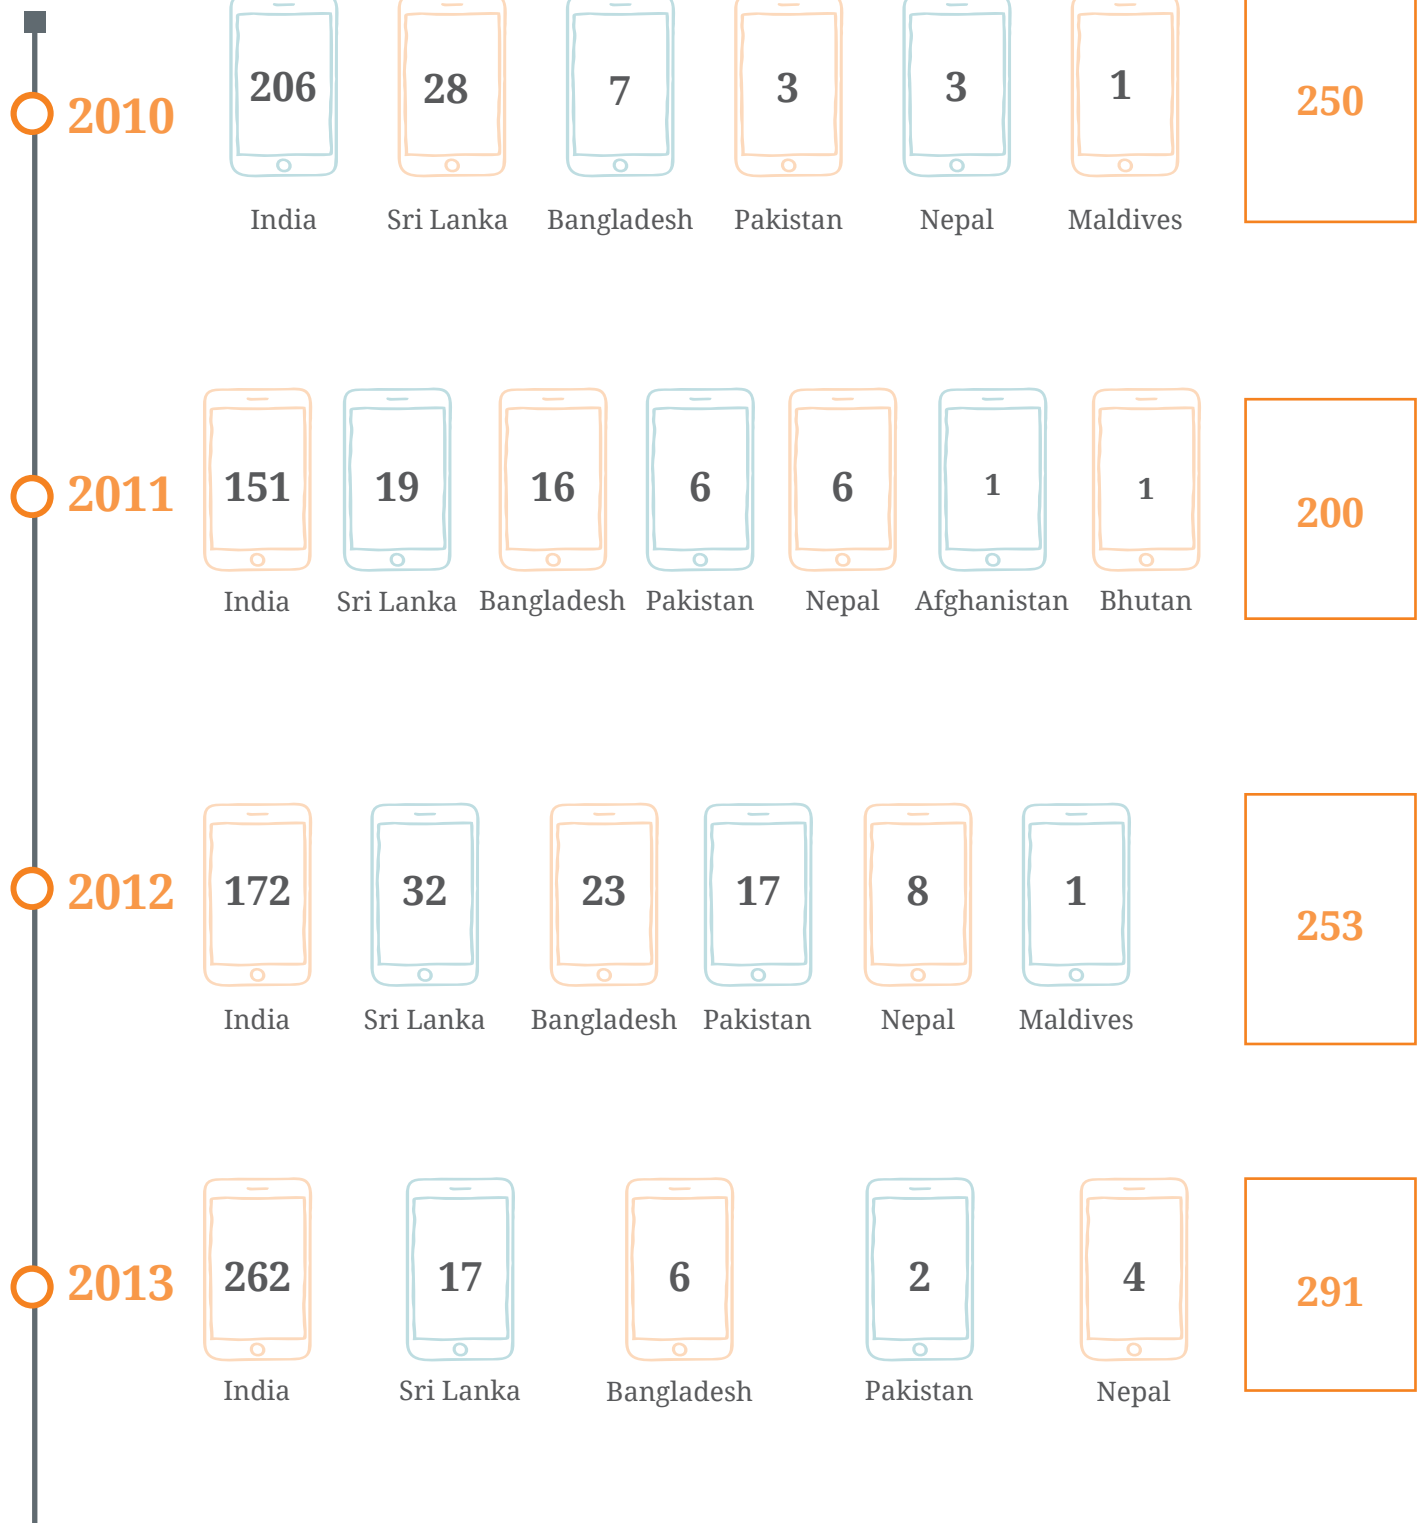 206 28 7 3 3 1 250
2010
India Sri Lanka Bangladesh Pakistan Nepal Maldives
2011 151 19 16 6 6 1 1 200
India Sri Lanka Bangladesh Pakistan Nepal Afghanistan Bhutan
2012 172 32 23 17 8 1 253
India Sri Lanka Bangladesh Pakistan Nepal Maldives
2013 262 17 6 2 4 291
India Sri Lanka Bangladesh Pakistan Nepal